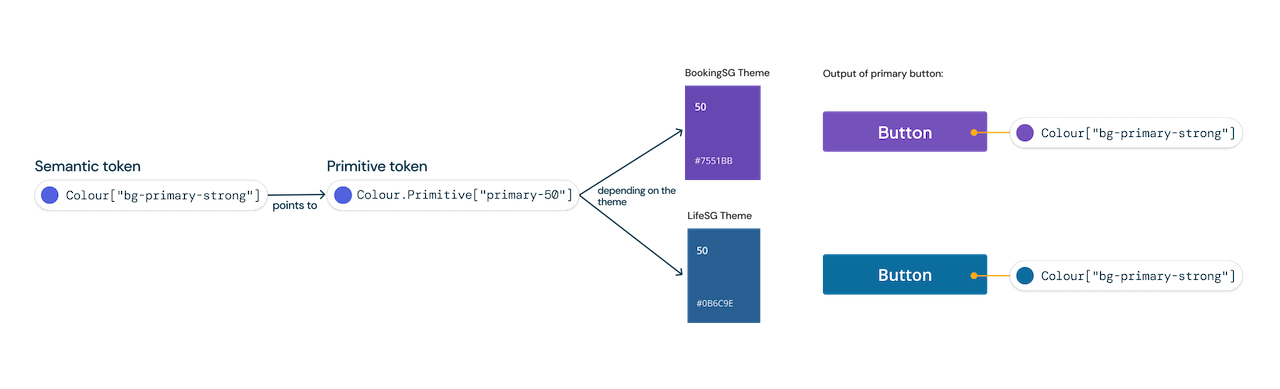 Semantic token
Colour["bg-primary-strong"]
points to
Primitive token
Colour.Primitive["primary-50"]
depending on the
theme
BookingSG Theme
50
#7551BB
LifeSG Theme
50
#0B6C9E
Output of primary button:
Button
Colour["bg-primary-strong"]
Button
Colour["bg-primary-strong"]